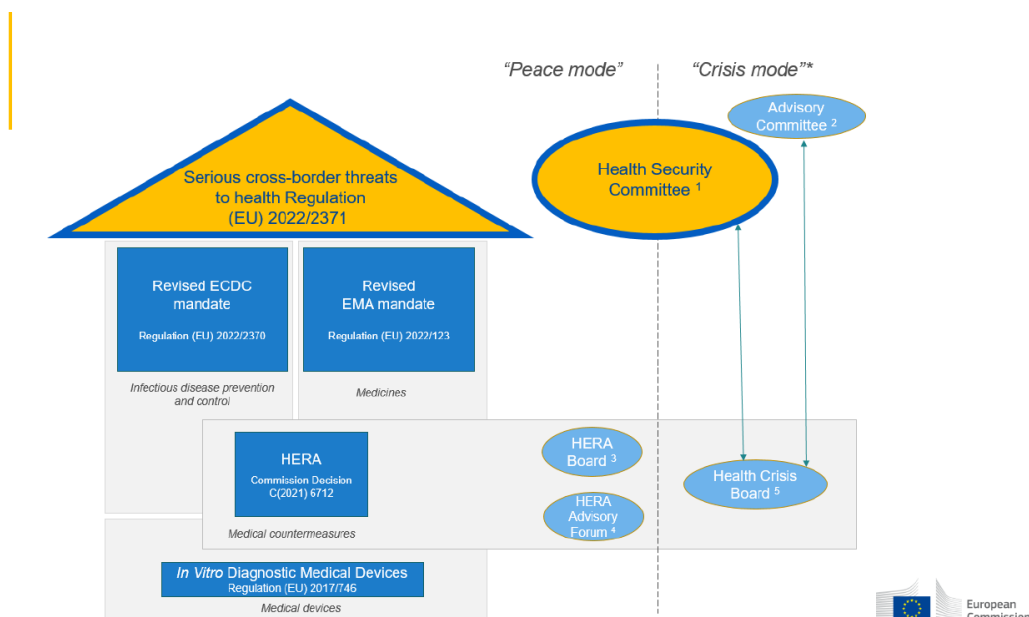 “Peace mode”
“Crisis mode”*
Advisory
Committee 2
Serious cross-border threats
to health Regulation
(EU) 2022/2371
Health Security
Committee 1
Revised ECDC
mandate
Regulation (EU) 2022/2370
Revised
EMA mandate
Regulation (EU) 2022/123
Infectious disease prevention
and control
Medicines
HERA
Commission Decision
C(2021) 6712
Medical countermeasures
HERA
Board 3
HERA
Advisory
Forum 4
Health Crisis
Board 5
In Vitro Diagnostic Medical Devices
Regulation (EU) 2017/746
Medical devices
European
Commission